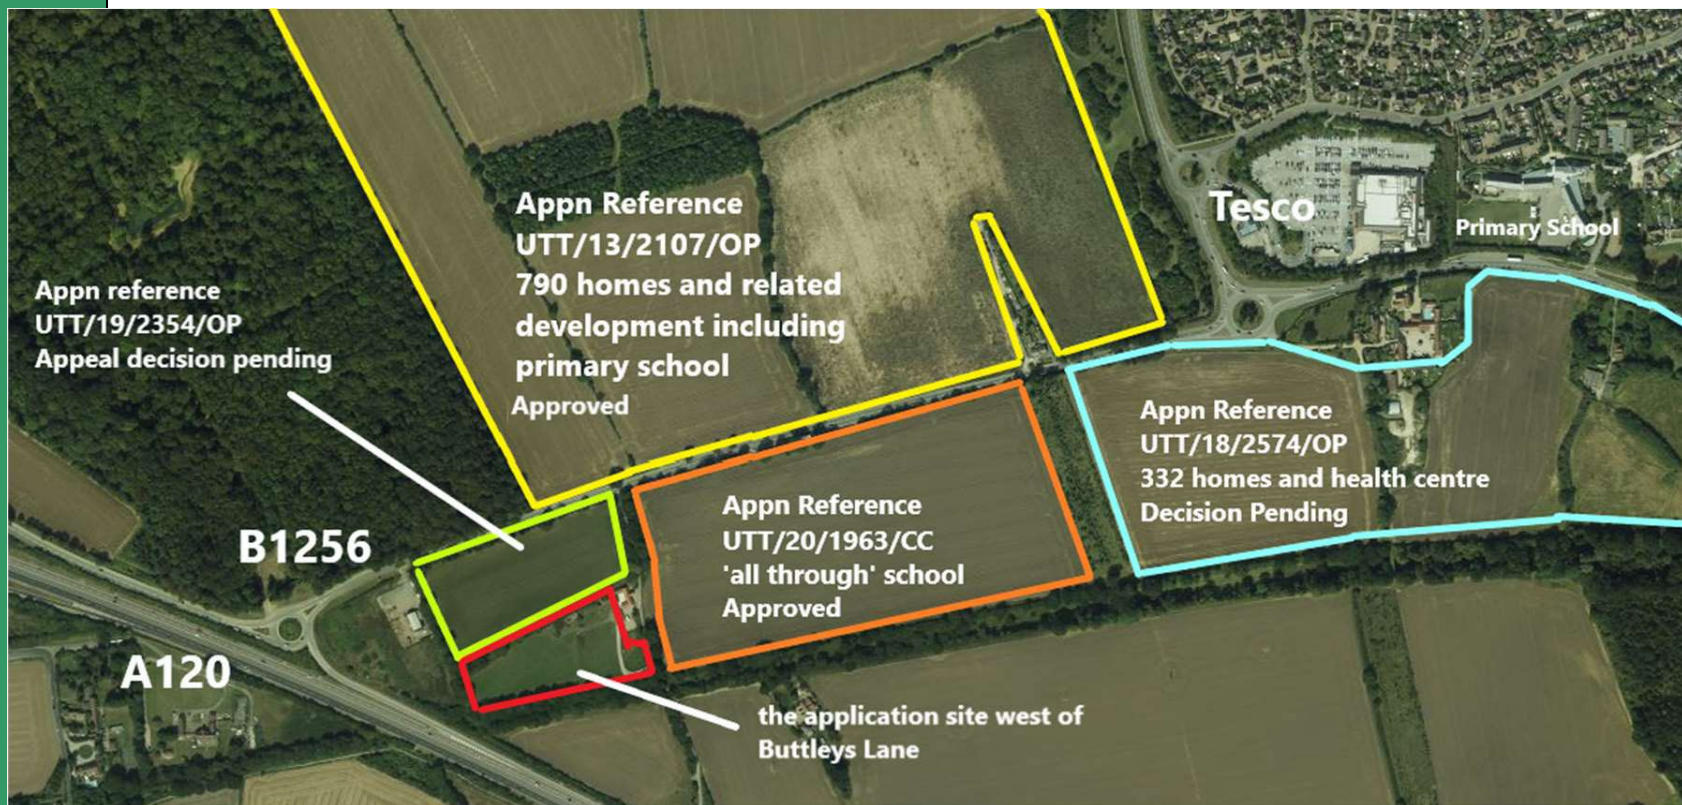 Appn Reference
UTT/13/2107/OP
790 homes and related
development including
primary school
Approved
Tesco
Primary School
Appn reference
UTT/19/2354/OP
Appeal decision pending
Appn Reference
UTT/18/2574/OP
332 homes and health centre
Decision Pending
Appn Reference
UTT/20/1963/CC
'all through' school
Approved
B1256
A120
the application site west of
Buttleys Lane